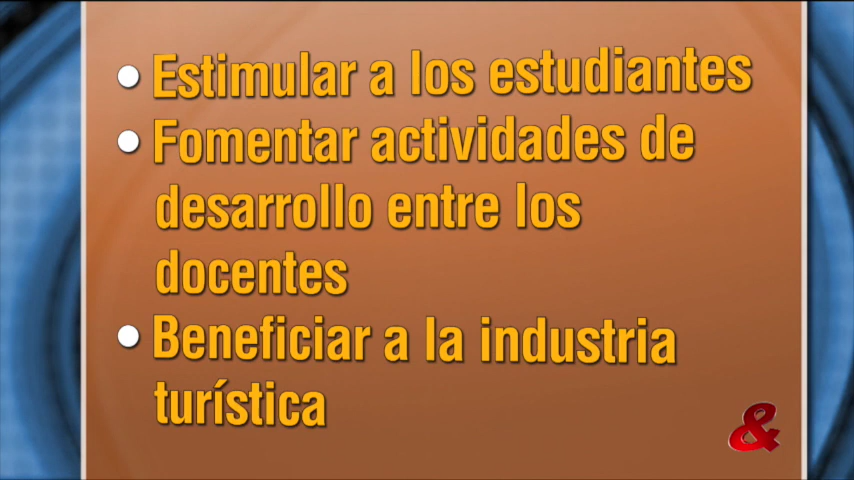 • Estimular a los estudiantes
• Fomentar actividades de
desarrollo entre los
docentes
• Beneficiar a la industria
turística
&